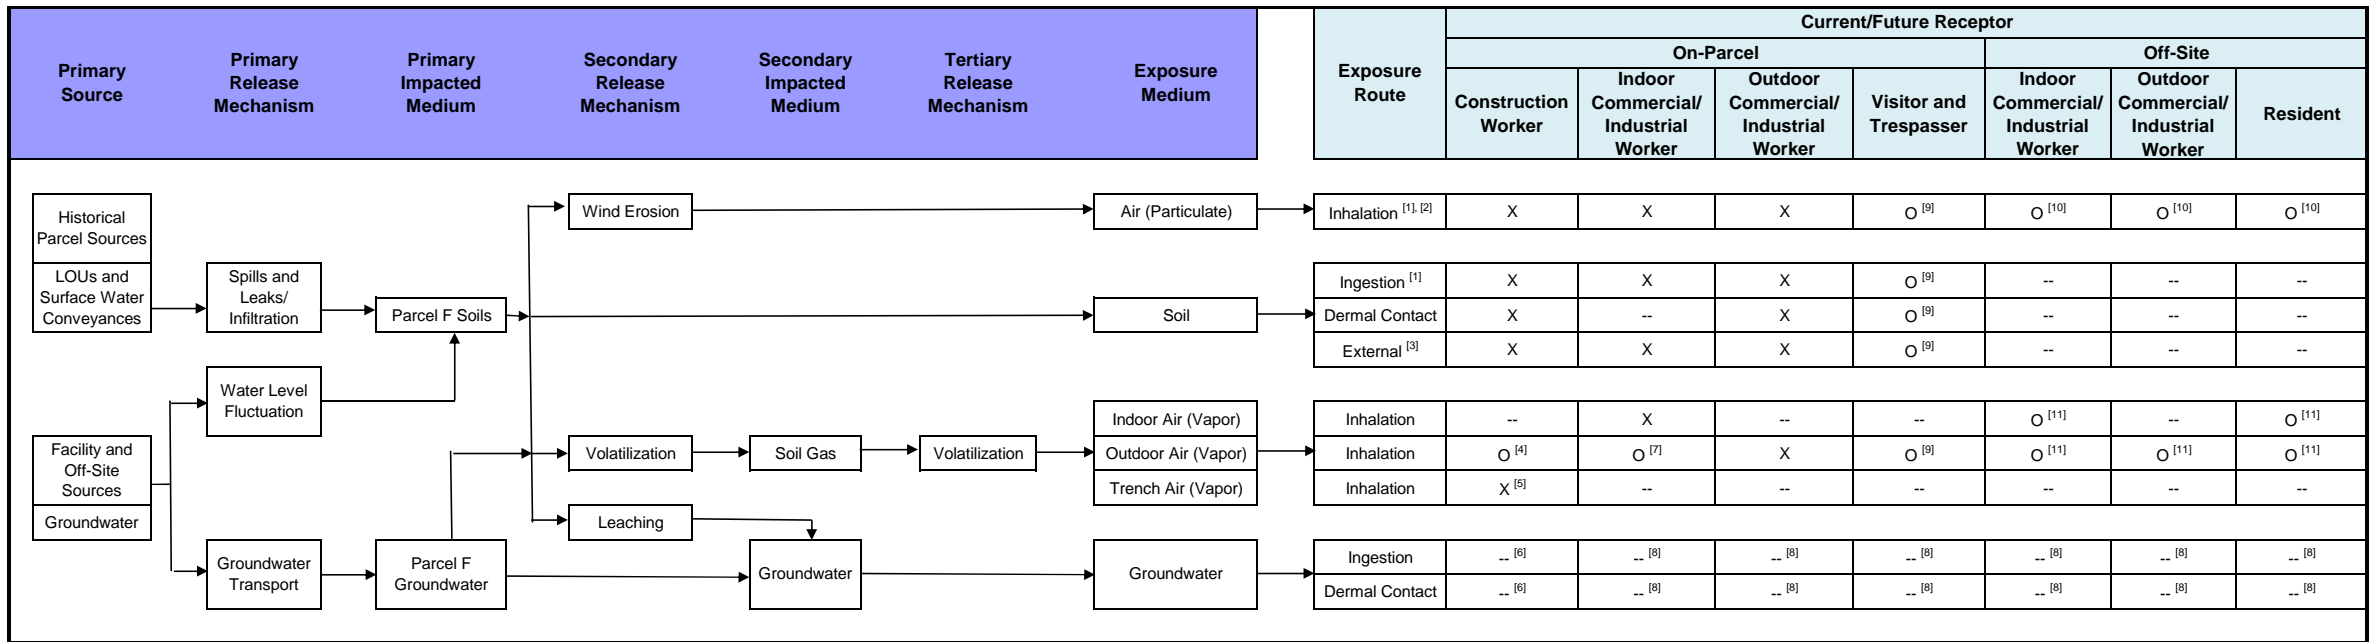 Current/Future Receptor
On-Parcel
Off-Site
Primary
Source
Primary
Release
Mechanism
Primary
Impacted
Medium
Secondary
Release
Mechanism
Secondary
Impacted
Medium
Tertiary
Release
Mechanism
Exposure
Medium
Exposure
Route
Construction
Worker
Indoor
Commercial/
Industrial
Worker
Outdoor
Commercial/
Industrial
Worker
Visitor and
Trespasser
Indoor
Commercial/
Industrial
Worker
Outdoor
Commercial/
Industrial
Worker
Resident
Historical
Parcel Sources
Wind Erosion
Air (Particulate)
Inhalation [1], [2] X X X O [9] O [10] O [10] O [10]
LOUs and
Surface Water
Conveyances
Spills and
Leaks/
Infiltration
Parcel F Soils
Soil
Ingestion [1] X X X O [9] -- -- --
Dermal Contact X -- X O [9] -- -- --
External [3] X X X O [9] -- -- --
Water Level
Fluctuation
Facility and
Off-Site
Sources
Groundwater
Volatilization
Soil Gas
Volatilization
Indoor Air (Vapor)
Inhalation -- X -- -- O [11] -- O [11]
Outdoor Air (Vapor)
Inhalation O [4] O [7] X O [9] O [11] O [11] O [11]
Trench Air (Vapor)
Inhalation X [5] -- -- -- -- -- --
Leaching
Groundwater
Transport
Parcel F
Groundwater
Groundwater
Groundwater
Ingestion -- [6] -- [8] -- [8] -- [8] -- [8] -- [8] -- [8]
Dermal Contact -- [6] -- [8] -- [8] -- [8] -- [8] -- [8] -- [8]